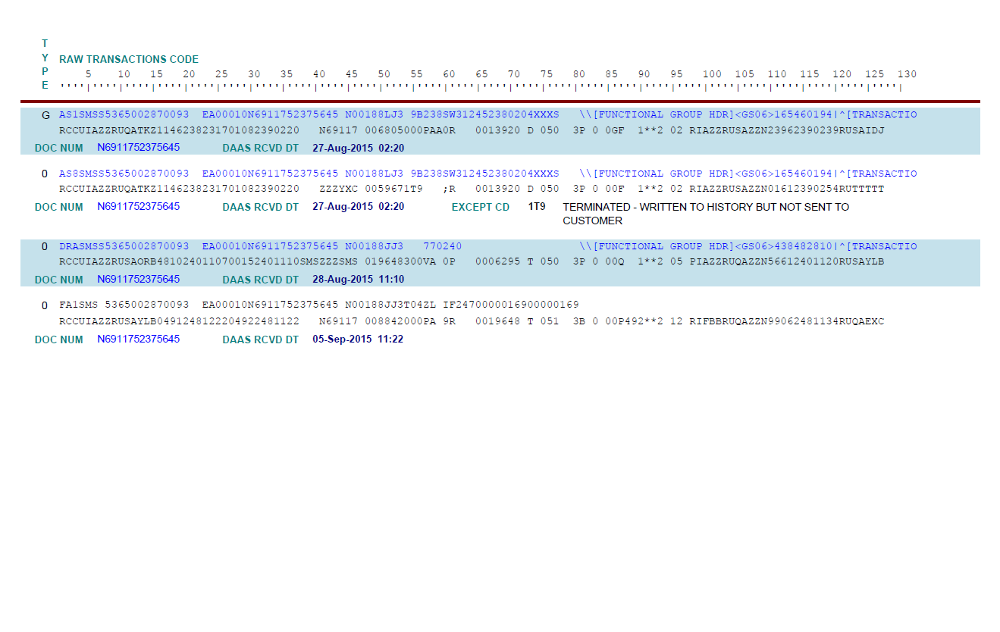 T
Y RAW TRANSACTIONS CODE
P 5 10 15 20 25 30 35 40 45 50 55 60 65 70 75 80 85 90 95 100 105 110 115 120 125 130
E ''''|''''|''''|''''|''''|''''|''''|''''|''''|''''|''''|''''|''''|''''|''''|''''|''''|''''|''''|''''|''''|''''|''''|''''|''''|''''|
G AS1SMSS5365002870093  EA00010N6911752375645 N00188LJ3 9B238SW312452380204XXXS   \\[FUNCTIONAL GROUP HDR]<GS06>165460194|^[TRANSACTIO
RCCUIAZZRUQATKZ1146238231701082390220   N69117 006805000PAA0R   0013920 D 050  3P 0 0GF  1**2 02 RIAZZRUSAZZN23962390239RUSAIDJ
DOC NUM N6911752375645 DAAS RCVD DT 27-Aug-2015 02:20
0 AS8SMSS5365002870093  EA00010N6911752375645 N00188LJ3 9B238SW312452380204XXXS   \\[FUNCTIONAL GROUP HDR]<GS06>165460194|^[TRANSACTIO
RCCUIAZZRUQATKZ1146238231701082390220   ZZZYXC 0059671T9   ;R   0013920 D 050  3P 0 00F  1**2 02 RIAZZRUSAZZN01612390254RUTTTTT
DOC NUM N6911752375645 DAAS RCVD DT 27-Aug-2015 02:20 EXCEPT CD 1T9 TERMINATED - WRITTEN TO HISTORY BUT NOT SENT TO
CUSTOMER
0 DRASMSS5365002870093  EA00010N6911752375645 N00188JJ3   770240                  \\[FUNCTIONAL GROUP HDR]<GS06>438482810|^[TRANSACTIO
RCCUIAZZRUSAORB4810240110700152401110SMSZZZSMS 019648300VA 0P   0006295 T 050  3P 0 00Q  1**2 05 PIAZZRUQAZZN56612401120RUSAYLB
DOC NUM N6911752375645 DAAS RCVD DT 28-Aug-2015 11:10
0 FA1SMS 5365002870093  EA00010N6911752375645 N00188JJ3T04ZL IF2470000016900000169
RCCUIAZZRUSAYLB0491248122204922481122   N69117 008842000PA 9R   0019648 T 051  3B 0 00P492**2 12 RIFBBRUQAZZN99062481134RUQAEXC
DOC NUM N6911752375645 DAAS RCVD DT 05-Sep-2015 11:22